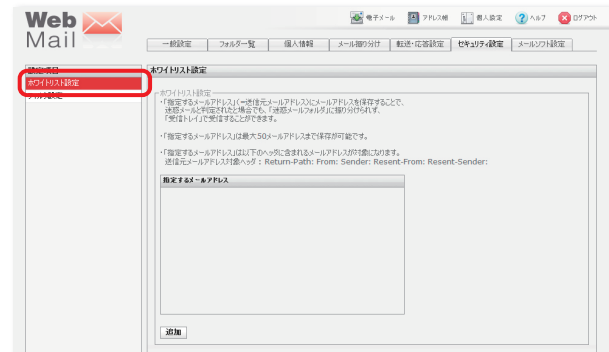 Web
Mail
電子メール アドレス帳 個人設定 ヘルプ ログアウト
一般設定 フォルダ一覧 個人情報 メール振り分け 転送・応答設定 セキュリティ設定 メールソフト設定
設定項目
ホワイトリスト設定
ホワイトリスト設定
ホワイトリスト設定
・「指定するメールアドレス」(=送信元メールアドレス)にメールアドレスを保存することで、
迷惑メールと判定されたと場合でも、「迷惑メールフォルダ」に振り分けられず、
「受信トレイ」で受信することができます。
・「指定するメールアドレス」は最大50メールアドレスまで保存が可能です。
・「指定するメールアドレス」は以下のヘッダに含まれるメールアドレスが対象になります。
送信元メールアドレス対象ヘッダ : Return-Path: From: Sender: Resent-From: Resent-Sender:
指定するメールアドレス
追加